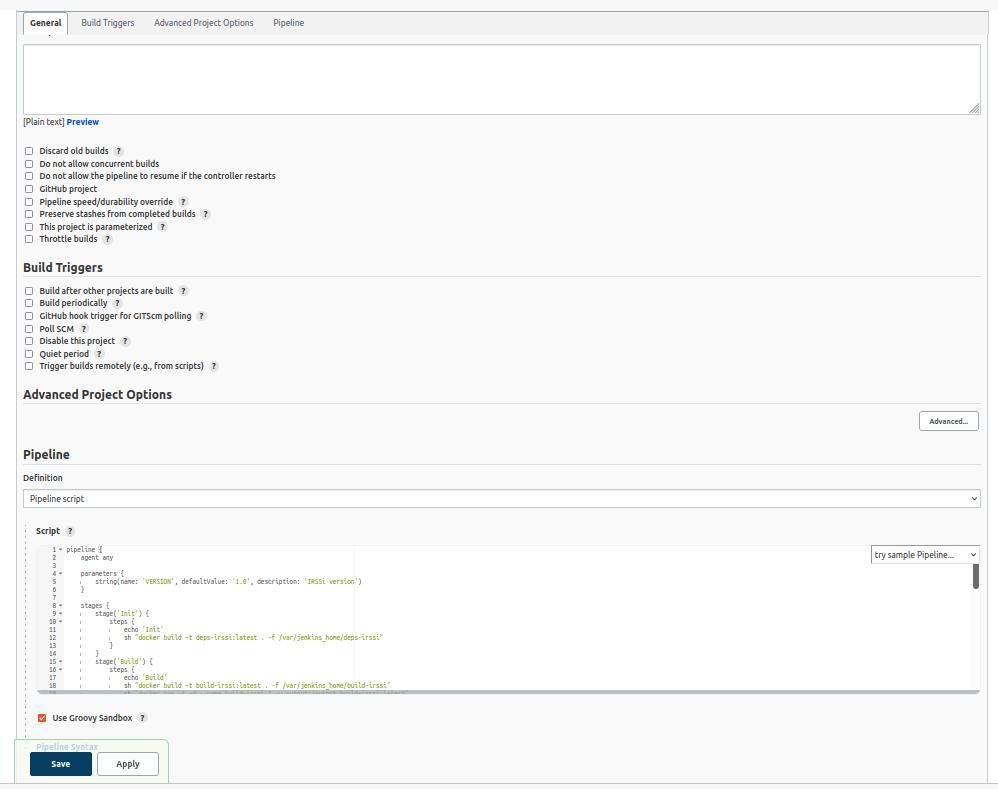 General Build Triggers Advanced Project Options Pipeline
[Plain text] Preview
Discard old builds ?
Do not allow concurrent builds
Do not allow the pipeline to resume if the controller restarts
GitHub project
Pipeline speed/durability override ?
Preserve stashes from completed builds ?
This project is parameterized ?
Throttle builds ?
Build Triggers
Build after other projects are built ?
Build periodically ?
GitHub hook trigger for GITScm polling ?
Poll SCM ?
Disable this project ?
Quiet period ?
Trigger builds remotely (e.g., from scripts) ?
Advanced Project Options
Advanced...
Pipeline
Definition
Pipeline script
Script ?
try sample Pipeline...
1 pipeline {
2 agent any
3
4 parameters {
5 string(name: 'VERSION', defaultValue: '1.0', description: 'IRSSi version')
6 }
7
8 stages {
9 stage('Init') {
10 steps {
11 echo 'Init'
12 sh "docker build -t deps-irssi:latest . -f /var/jenkins_home/deps-irssi"
13 }
14 }
15 stage('Build') {
16 steps {
17 echo 'Build'
18 sh "docker build -t build-irssi:latest . -f /var/jenkins_home/build-irssi"
Use Groovy Sandbox ?
Pipeline Syntax
Save Apply